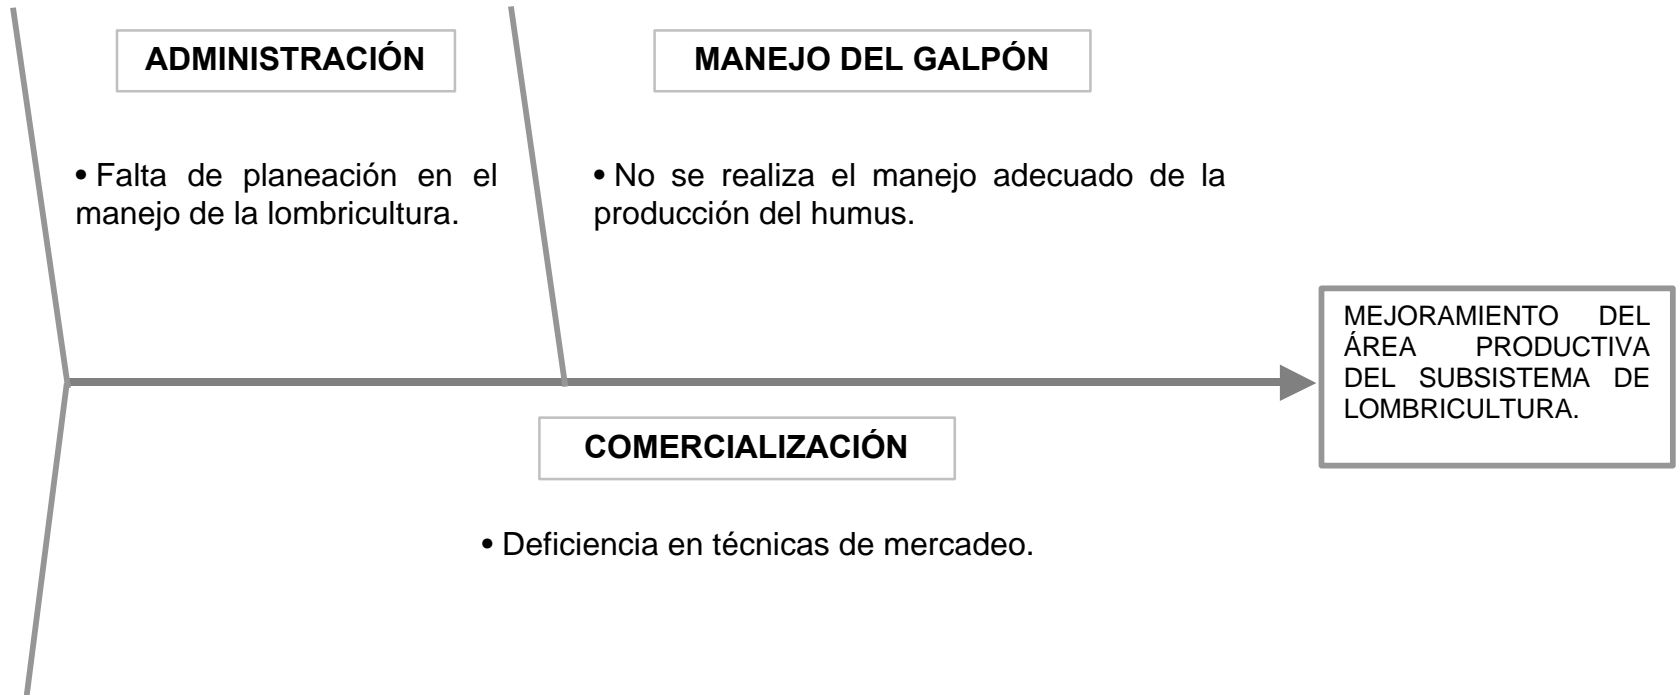 ADMINISTRACIÓN
• Falta de planeación en el
manejo de la lombricultura.
MANEJO DEL GALPÓN
• No se realiza el manejo adecuado de la
producción del humus.
MEJORAMIENTO DEL
ÁREA PRODUCTIVA
DEL SUBSISTEMA DE
LOMBRICULTURA.
COMERCIALIZACIÓN
• Deficiencia en técnicas de mercadeo.